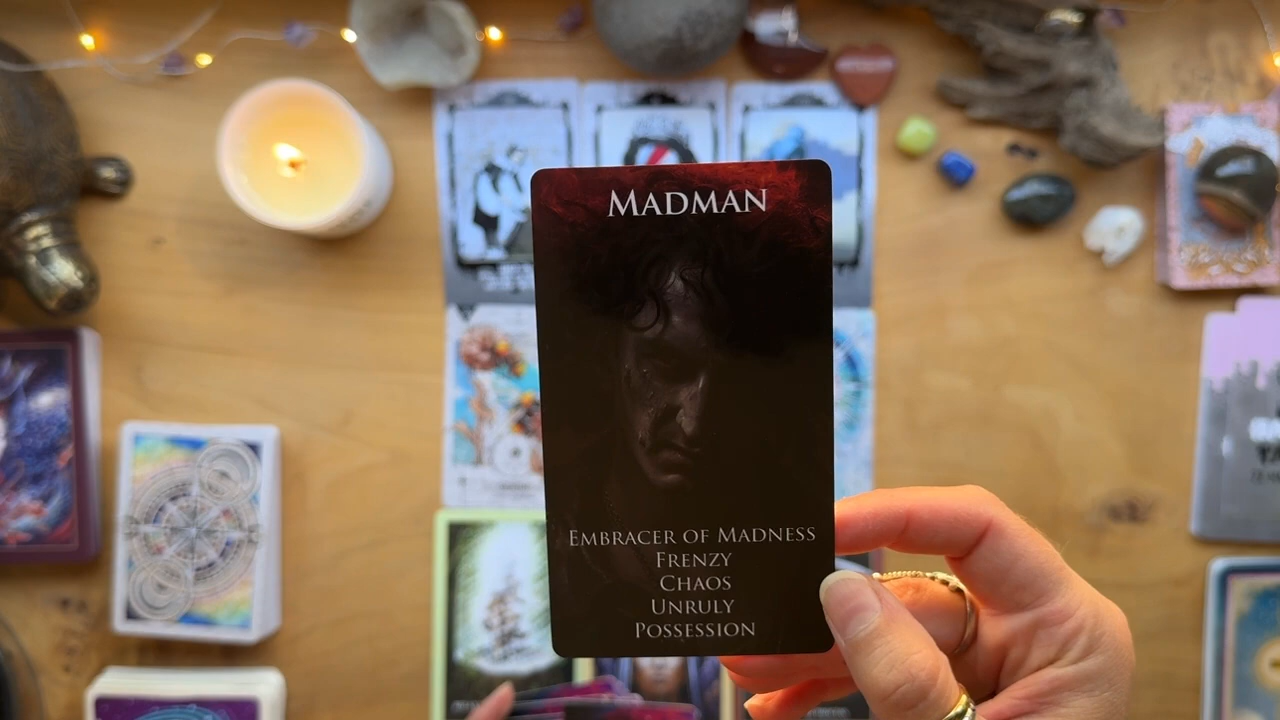 MADMAN
EMBRACER OF MADNESS
FRENZY
CHAOS
UNRULY
POSSESSION